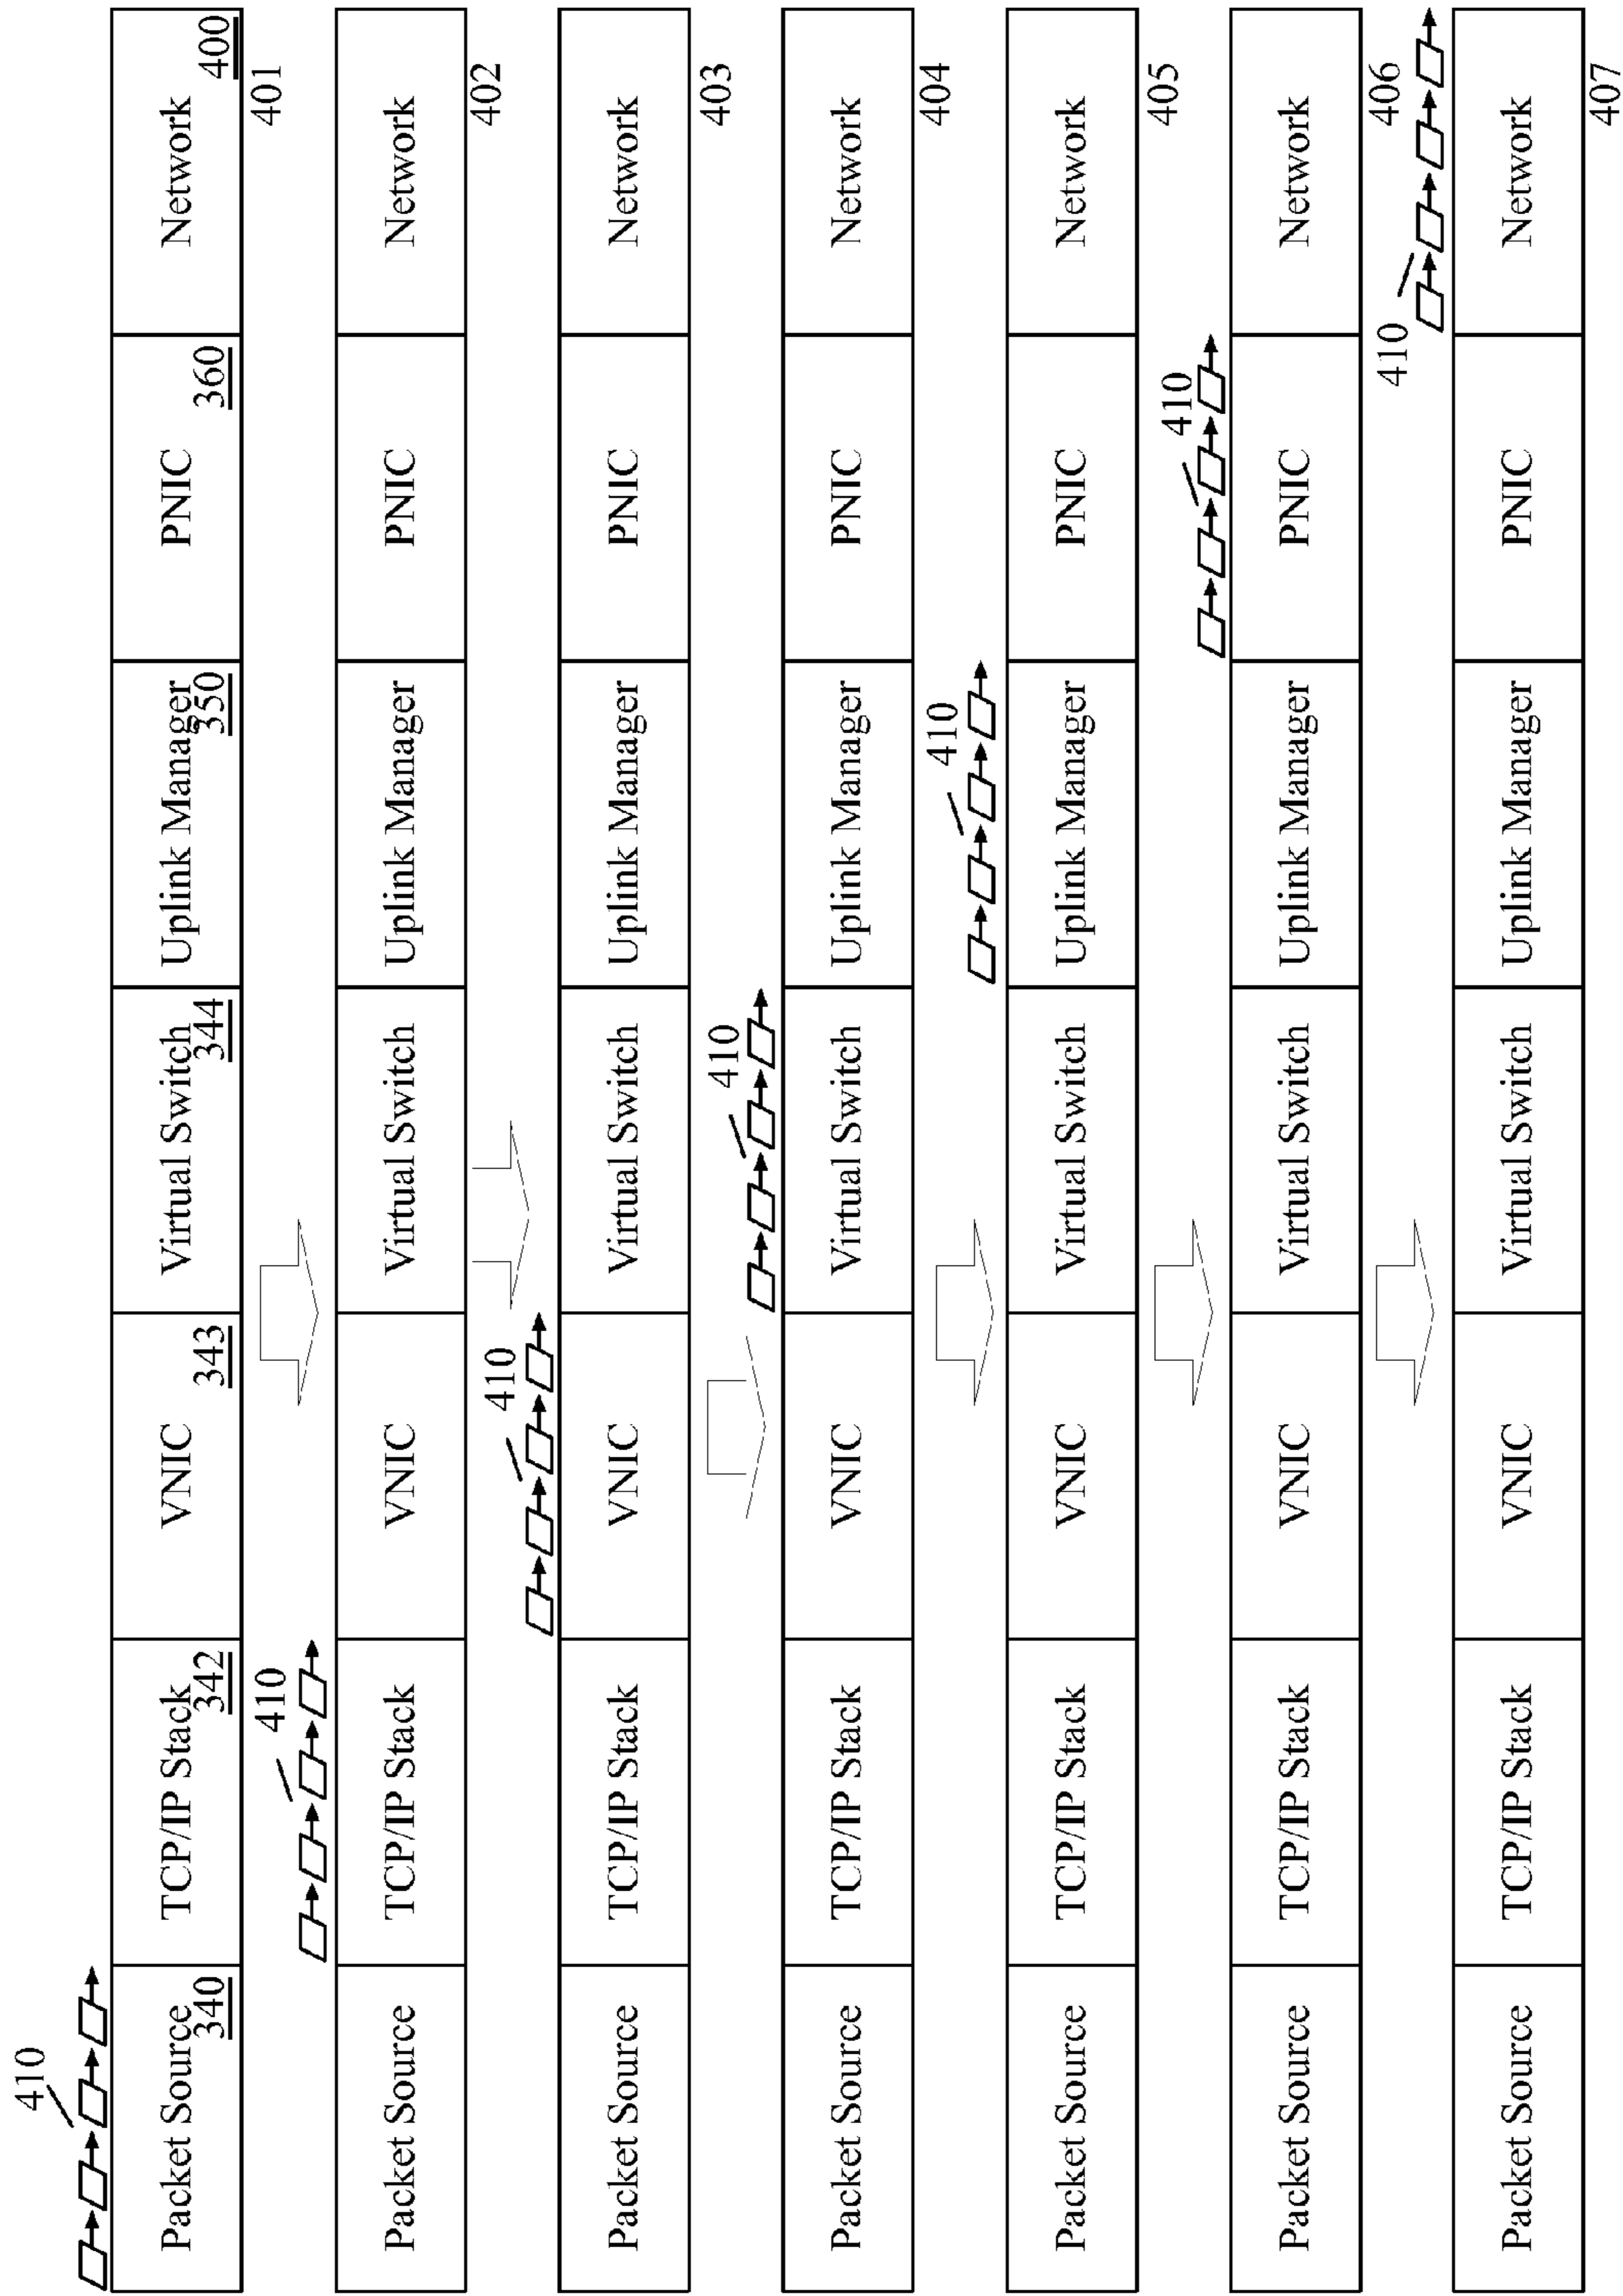 410
Packet Source TCP/IP Stack VNIC Virtual Switch Uplink Manager PNIC Network
340 342 343 344 350 360 400
401
410
Packet Source TCP/IP Stack VNIC Virtual Switch Uplink Manager PNIC Network
402
410
Packet Source TCP/IP Stack VNIC Virtual Switch Uplink Manager PNIC Network
403
410
Packet Source TCP/IP Stack VNIC Virtual Switch Uplink Manager PNIC Network
404
410
Packet Source TCP/IP Stack VNIC Virtual Switch Uplink Manager PNIC Network
405
410
Packet Source TCP/IP Stack VNIC Virtual Switch Uplink Manager PNIC Network
406
410
Packet Source TCP/IP Stack VNIC Virtual Switch Uplink Manager PNIC Network
407